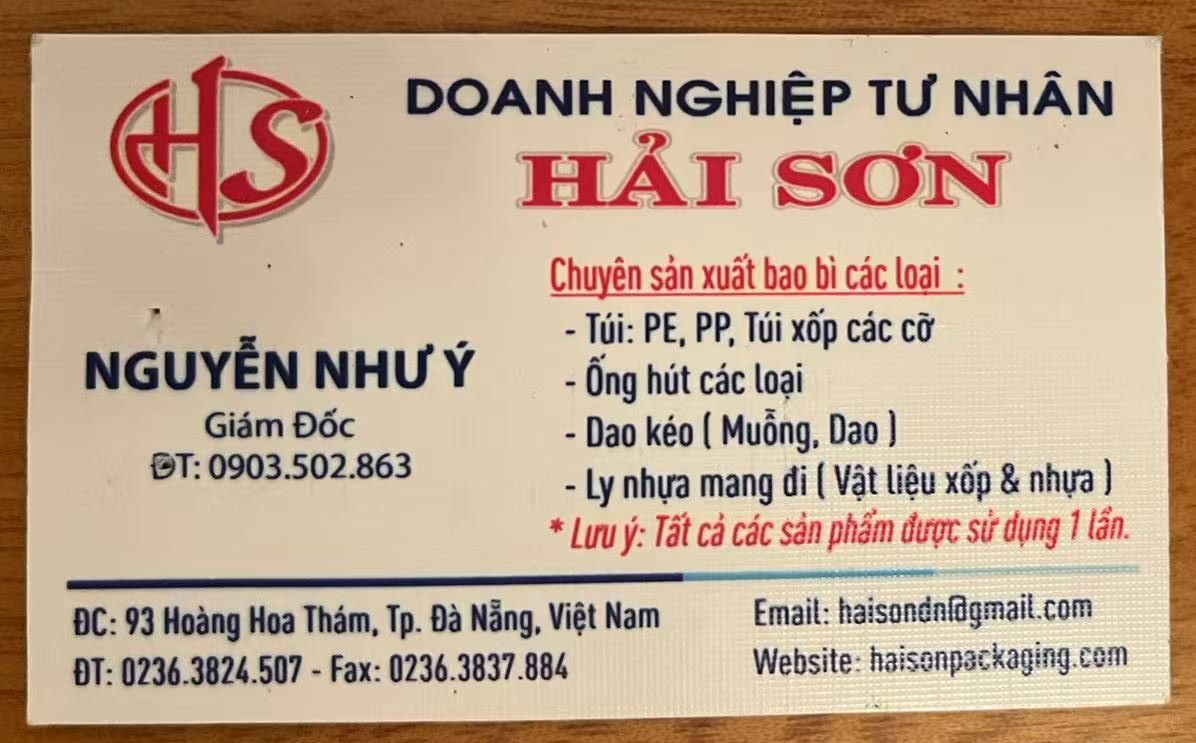 HS
DOANH NGHIỆP TƯ NHÂN
HẢI SƠN
NGUYỄN NHƯ Ý
Giám Đốc
ĐT: 0903.502.863
Chuyên sản xuất bao bì các loại :
- Túi: PE, PP, Túi xốp các cỡ
- Ống hút các loại
- Dao kéo ( Muỗng, Dao )
- Ly nhựa mang đi ( Vật liệu xốp & nhựa )
* Lưu ý: Tất cả các sản phẩm được sử dụng 1 lần.
ĐC: 93 Hoàng Hoa Thám, Tp. Đà Nẵng, Việt Nam
ĐT: 0236.3824.507 - Fax: 0236.3837.884
Email: haisondn@gmail.com
Website: haisonpackaging.com